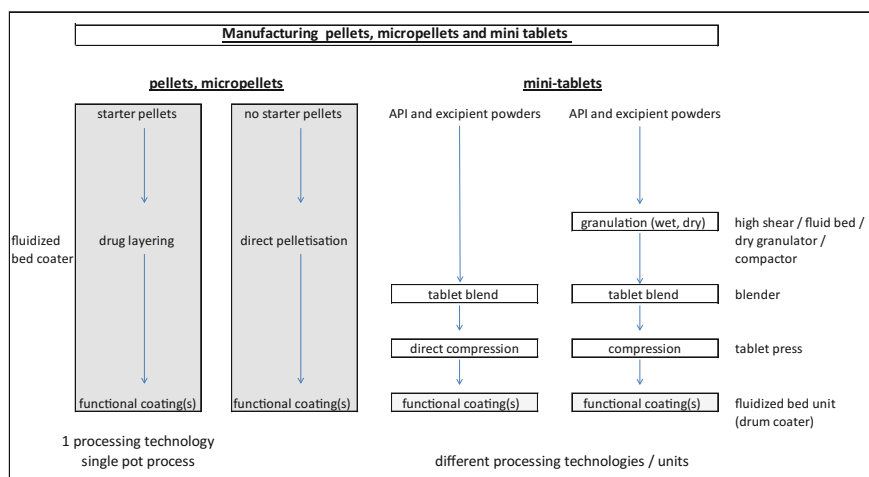 Manufacturing pellets, micropellets and mini tablets
pellets, micropellets
mini-tablets
starter pellets
no starter pellets
API and excipient powders
API and excipient powders
granulation (wet, dry)
high shear / fluid bed /
dry granulator /
compactor
fluidized
bed coater
drug layering
direct pelletisation
tablet blend
tablet blend
blender
direct compression
compression
tablet press
functional coating(s)
functional coating(s)
functional coating(s)
functional coating(s)
fluidized bed unit
(drum coater)
1 processing technology
single pot process
different processing technologies / units